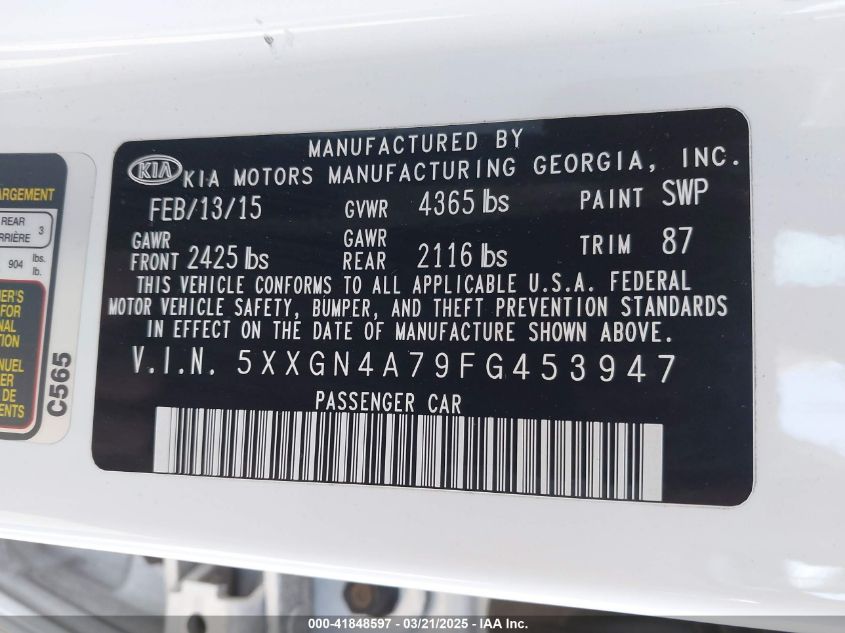 MANUFACTURED BY
KIA KIA MOTORS MANUFACTURING GEORGIA, INC.
FEB/13/15 GVWR 4365 lbs PAINT SWP
GAWR FRONT 2425 lbs GAWR REAR 2116 lbs TRIM 87
THIS VEHICLE CONFORMS TO ALL APPLICABLE U.S.A. FEDERAL
MOTOR VEHICLE SAFETY, BUMPER, AND THEFT PREVENTION STANDARDS
IN EFFECT ON THE DATE OF MANUFACTURE SHOWN ABOVE.
V.I.N. 5XXGN4A79FG453947
PASSENGER CAR
REAR
3
904 lbs.
lb.
C565
000-41848597 — 03/21/2025 — IAA Inc.